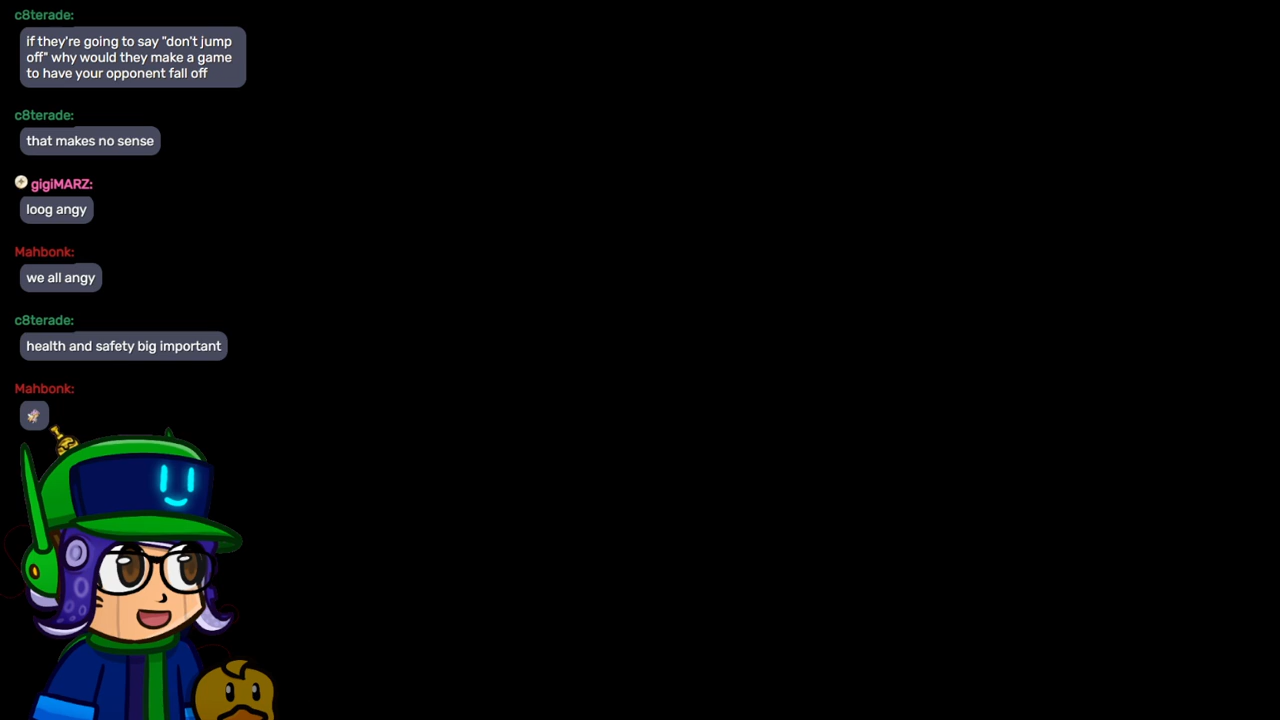 c8terade:
if they're going to say "don't jump
off" why would they make a game
to have your opponent fall off
c8terade:
that makes no sense
gigiMARZ:
loog angy
Mahbonk:
we all angy
c8terade:
health and safety big important
Mahbonk: